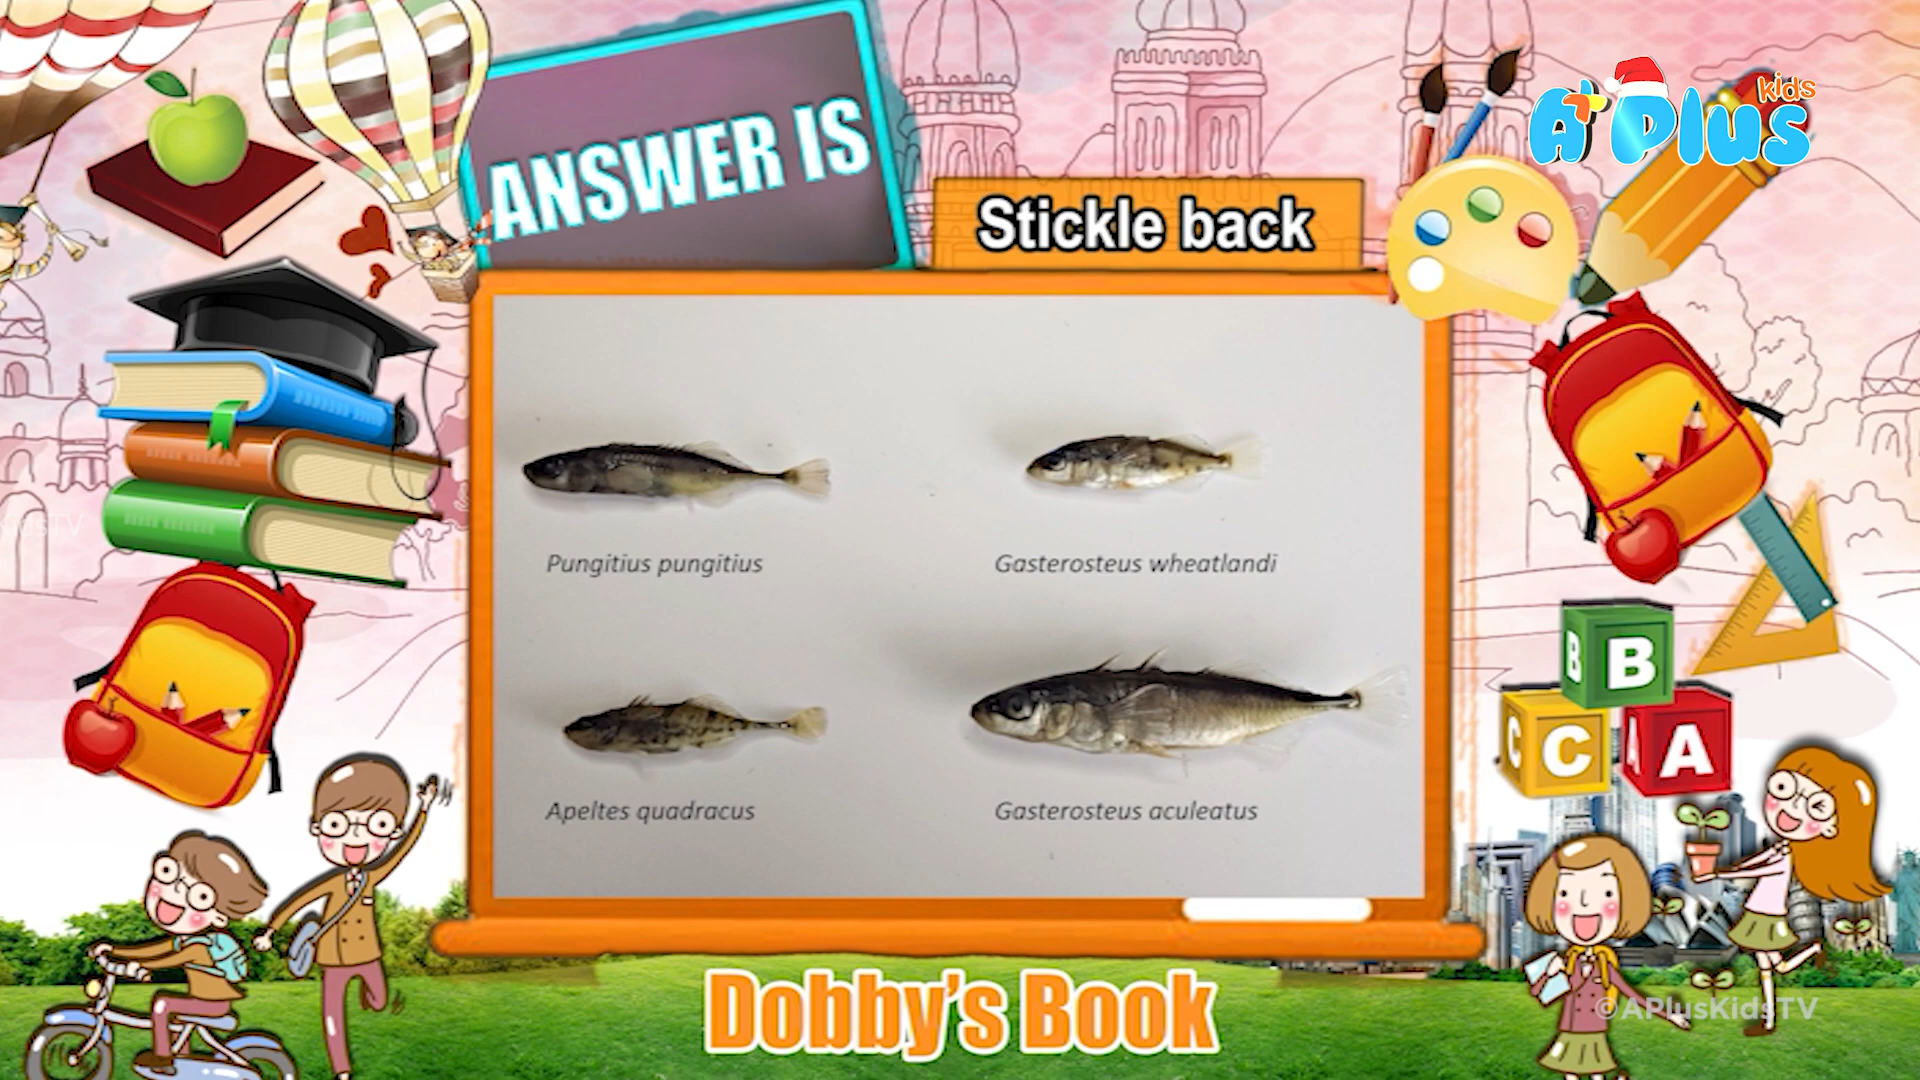 A+ Plus kids
ANSWER IS
Stickle back
Pungitius pungitius
Gasterosteus wheatlandi
Apeltes quadracus
Gasterosteus aculeatus
B B
C C A A
Dobby's Book
©APlusKidsTV